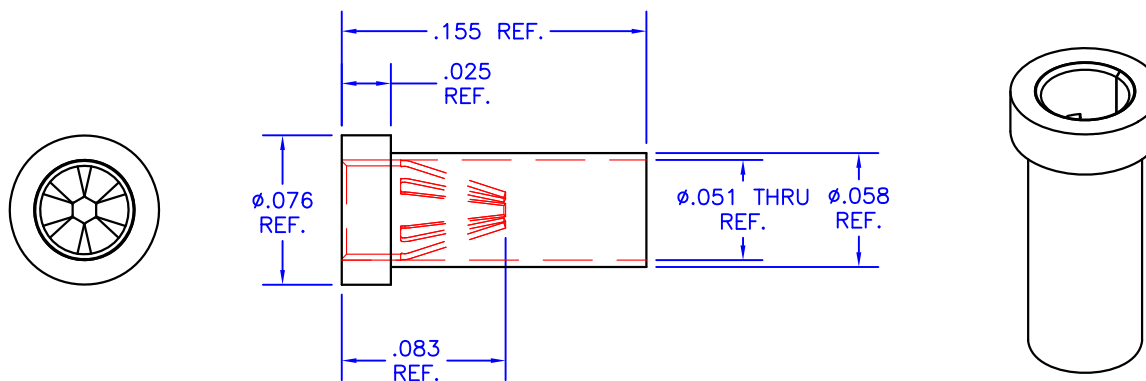 .155 REF.
.025
REF.
ø.076
REF.
ø.051 THRU
REF.
ø.058
REF.
.083
REF.